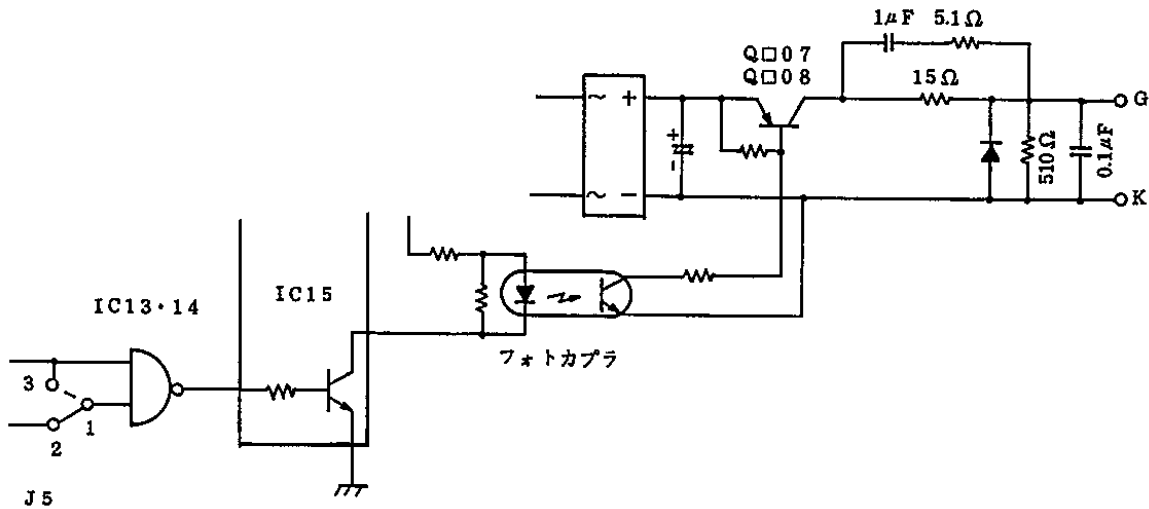 1μF 5.1Ω
Q□07
Q□08
15Ω
~ +
G
+
-
510Ω
0.1μF
~ -
K
IC13・14
IC15
フォトカプラ
3
1
2
J5